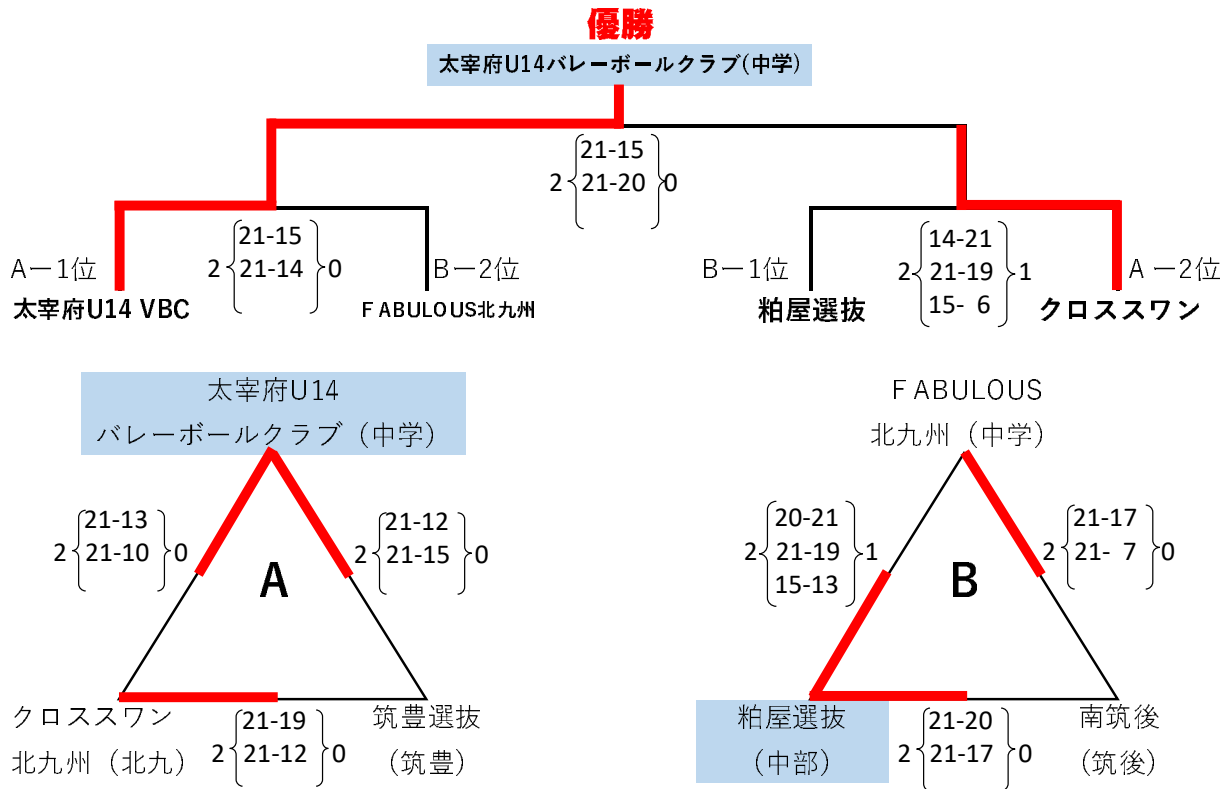 優勝
太宰府U14バレーボールクラブ(中学)
21-15
2 21-20 0
21-15
2 21-14 0
14-21
2 21-19 1
15- 6
A－1位
B－2位
B－1位
A－2位
太宰府U14 VBC
FABULOUS北九州
粕屋選抜
クロススワン
太宰府U14
バレーボールクラブ（中学）
21-13
2 21-10 0
21-12
2 21-15 0
A
クロススワン
北九州（北九）
21-19
2 21-12 0
筑豊選抜
(筑豊）
FABULOUS
北九州（中学）
20-21
2 21-19 1
15-13
21-17
2 21- 7 0
B
粕屋選抜
（中部）
21-20
2 21-17 0
南筑後
(筑後）